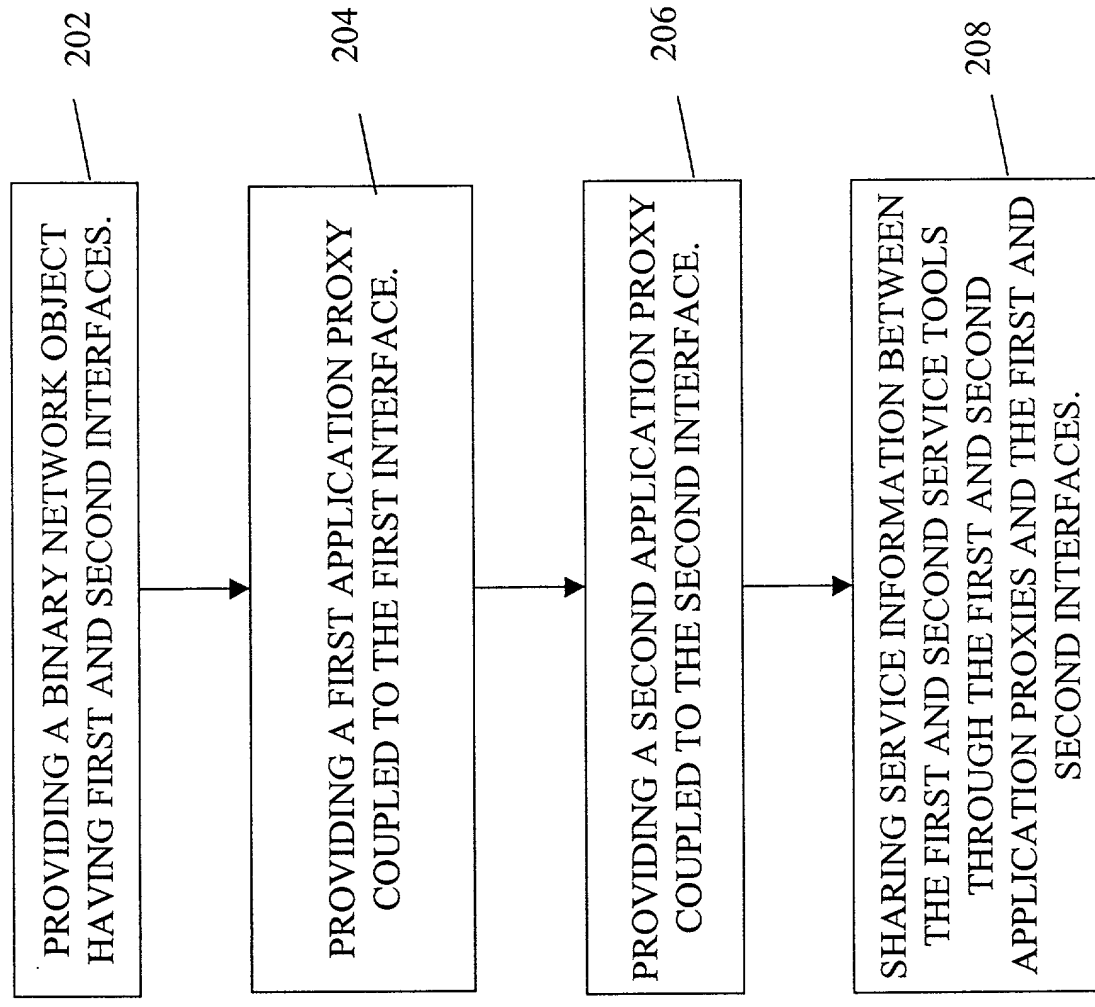 202
PROVIDING A BINARY NETWORK OBJECT
HAVING FIRST AND SECOND INTERFACES.
204
PROVIDING A FIRST APPLICATION PROXY
COUPLED TO THE FIRST INTERFACE.
206
PROVIDING A SECOND APPLICATION PROXY
COUPLED TO THE SECOND INTERFACE.
208
SHARING SERVICE INFORMATION BETWEEN
THE FIRST AND SECOND SERVICE TOOLS
THROUGH THE FIRST AND SECOND
APPLICATION PROXIES AND THE FIRST AND
SECOND INTERFACES.